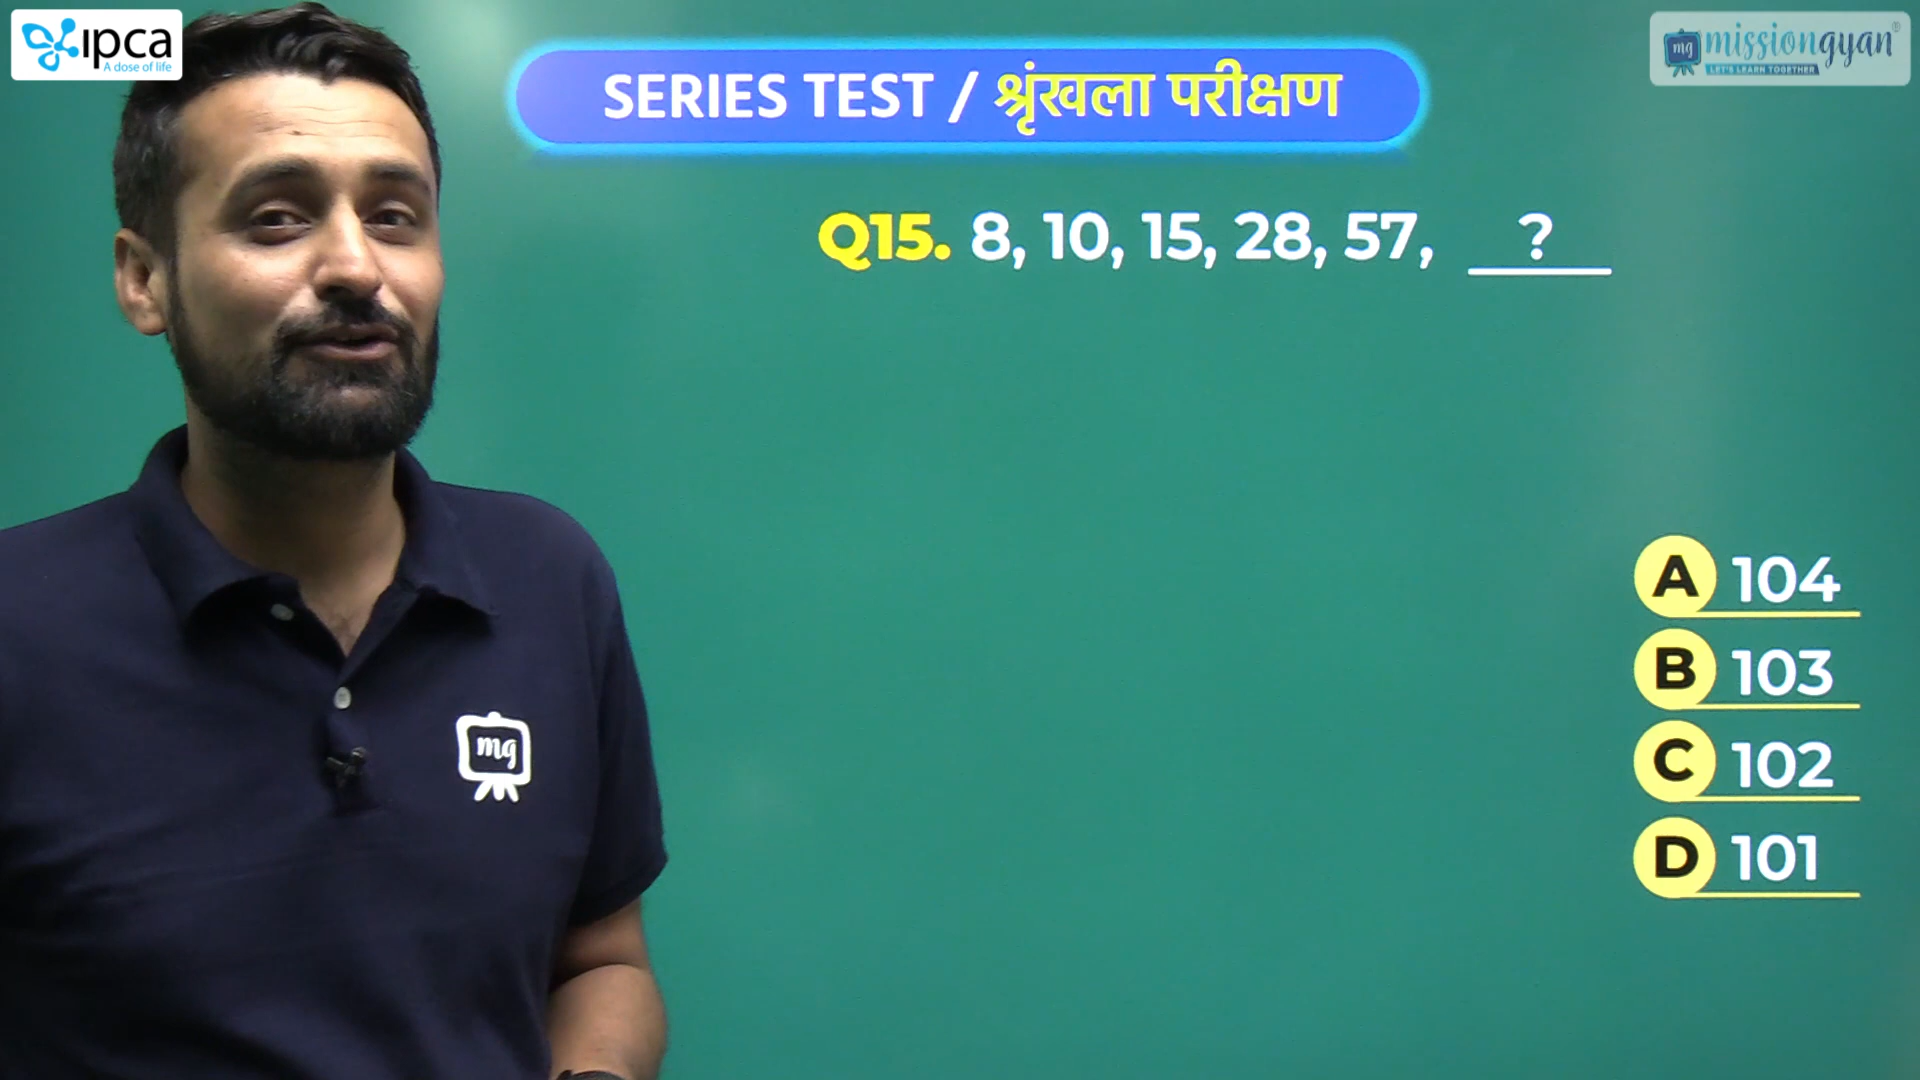 ipca
A dose of life
missiongyan®
LET'S LEARN TOGETHER
SERIES TEST / श्रृंखला परीक्षण
Q15. 8, 10, 15, 28, 57, ?
A 104
B 103
C 102
D 101
mg
mg